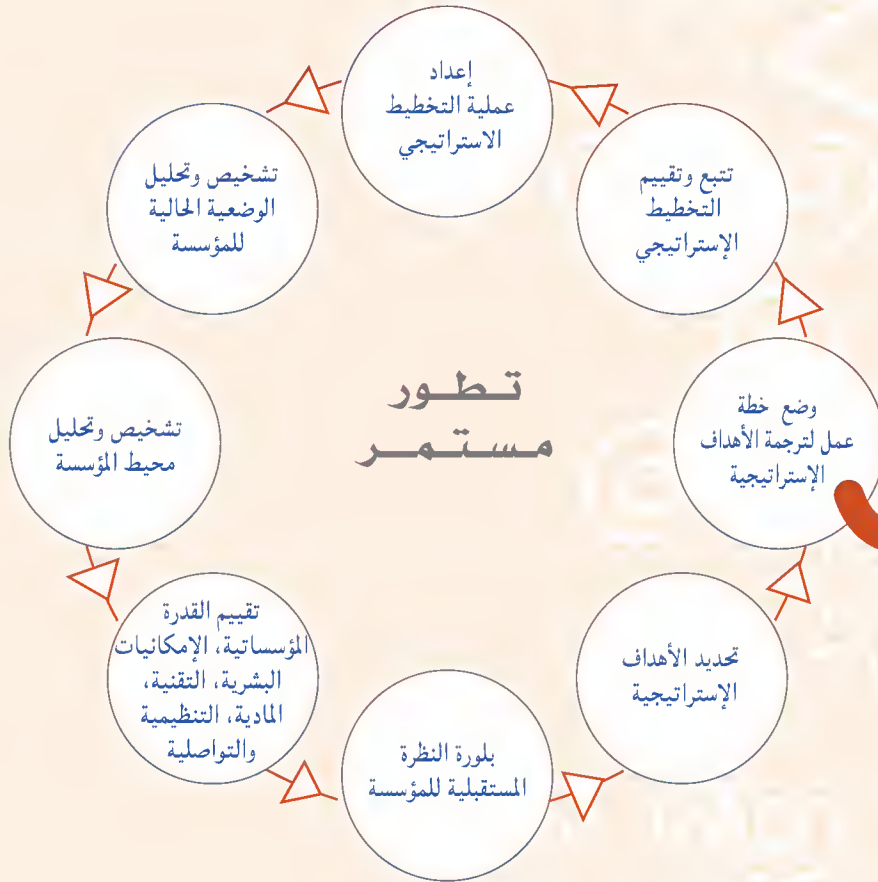 إعداد
عملية التخطيط
الاستراتيجي
تشخيص وتحليل
الوضعية الحالية
للمؤسسة
تشخيص وتحليل
محيط المؤسسة
تقييم القدرة
المؤسساتية، الإمكانيات
البشرية، التقنية،
المادية، التنظيمية
والتواصلية
بلورة النظرة
المستقبلية للمؤسسة
تحديد الأهداف
الإستراتيجية
وضع خطة
عمل لترجمة الأهداف
الإستراتيجية
تتبع وتقييم
التخطيط
الإستراتيجي
تطور
مستمر